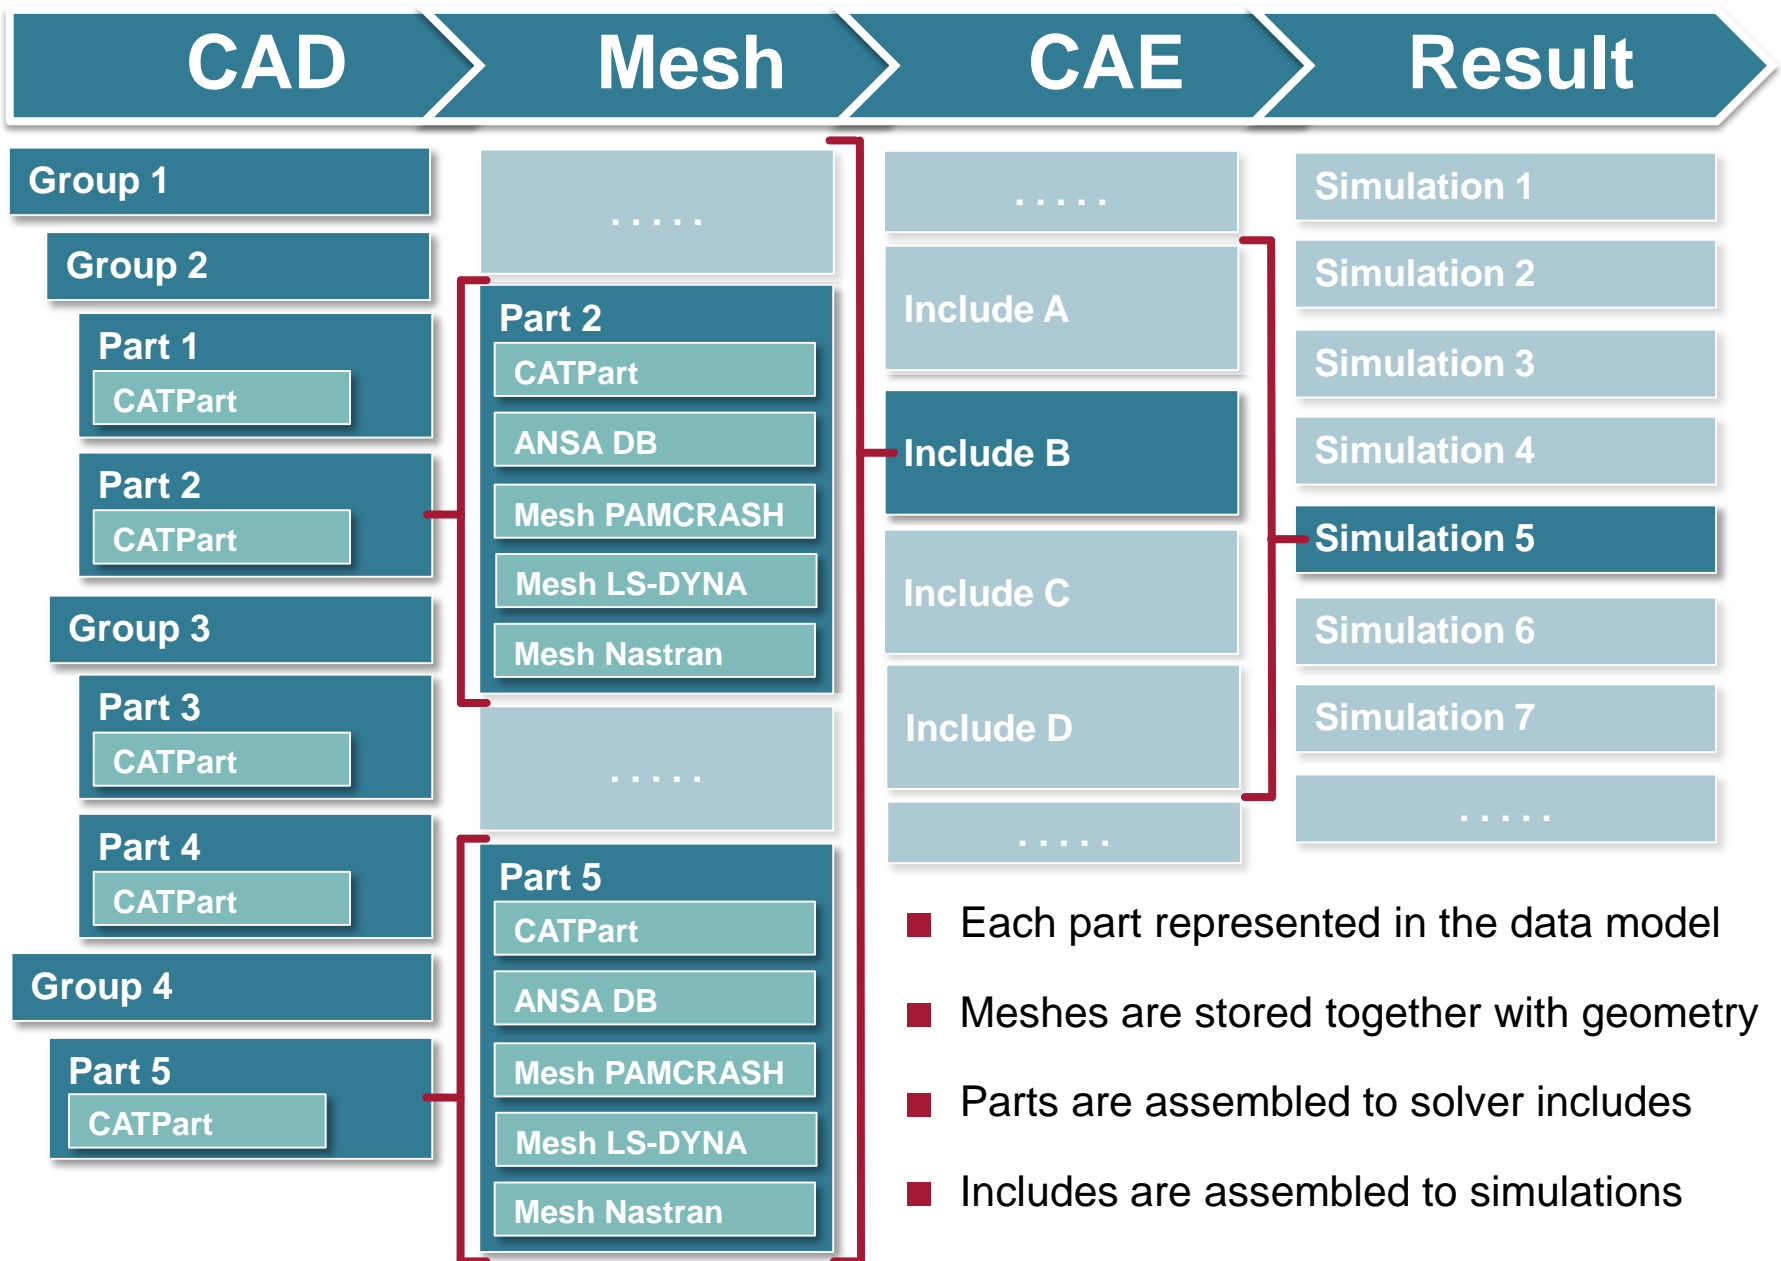 CAD
Mesh
CAE
Result
Group 1
Group 2
Part 1
CATPart
Part 2
CATPart
Group 3
Part 3
CATPart
Part 4
CATPart
Group 4
Part 5
CATPart
. . . . .
Part 2
CATPart
ANSA DB
Mesh PAMCRASH
Mesh LS-DYNA
Mesh Nastran
. . . . .
Part 5
CATPart
ANSA DB
Mesh PAMCRASH
Mesh LS-DYNA
Mesh Nastran
. . . . .
Include A
Include B
Include C
Include D
. . . . .
Simulation 1
Simulation 2
Simulation 3
Simulation 4
Simulation 5
Simulation 6
Simulation 7
. . . . .
Each part represented in the data model
Meshes are stored together with geometry
Parts are assembled to solver includes
Includes are assembled to simulations